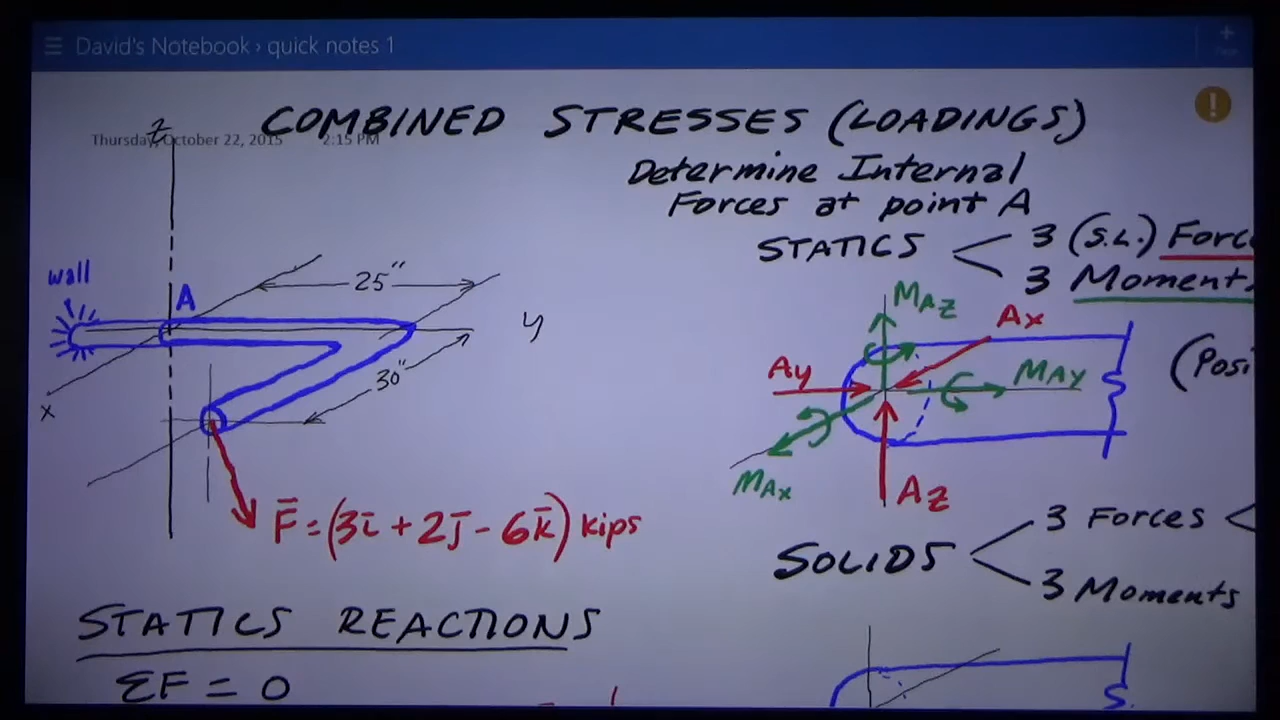 David's Notebook › quick notes 1
Thursday, October 22, 2015 2:15 PM
COMBINED STRESSES (LOADINGS)
Determine Internal
Forces at point A
STATICS
3 (S.L.) Forc
3 Moments
z
wall
A
25"
30"
y
x
F̅ = (3i̅ + 2j̅ - 6k̅) kips
MAz
Ax
Ay
MAy
(Posi
MAx
Az
SOLIDS
3 Forces
3 Moments
STATICS REACTIONS
ΣF = 0
S.